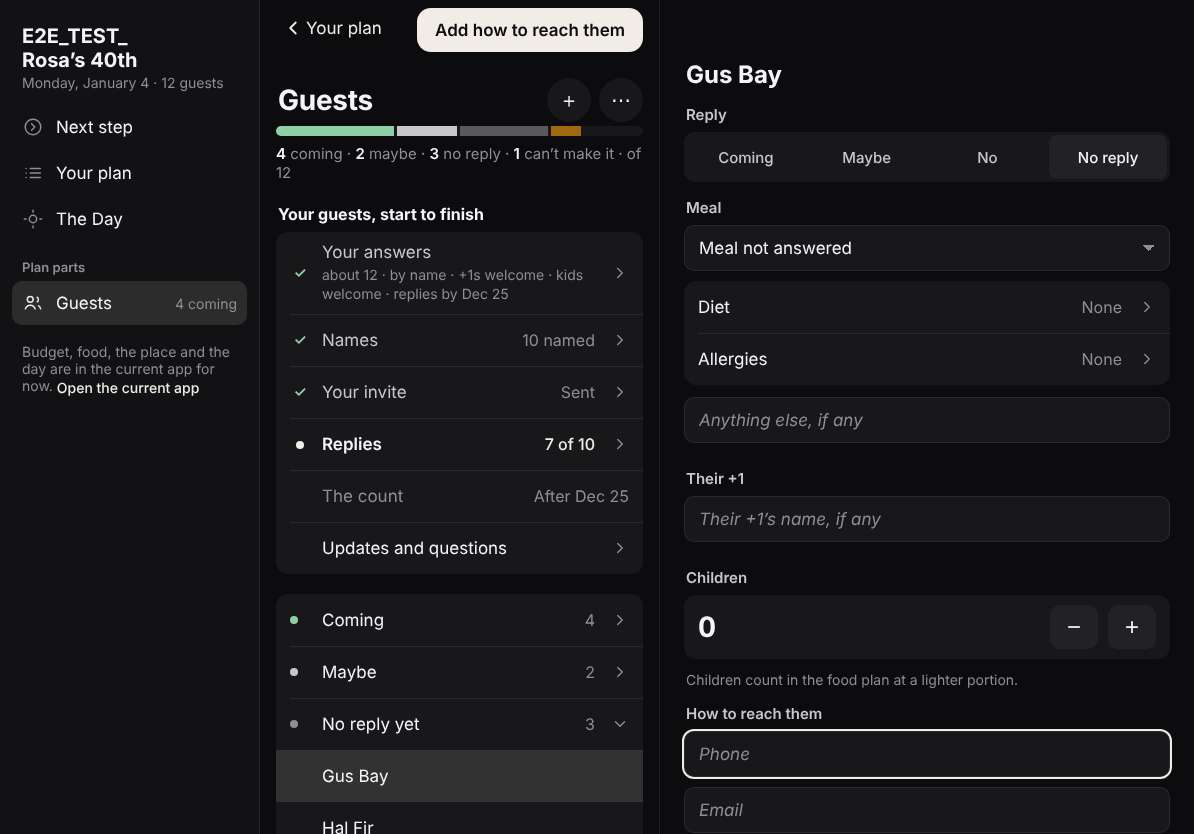 E2E_TEST_
Rosa’s 40th
Monday, January 4 · 12 guests
Next step
Your plan
The Day
Plan parts
Guests 4 coming
Budget, food, the place and the
day are in the current app for
now. Open the current app
Your plan
Add how to reach them
Guests
4 coming · 2 maybe · 3 no reply · 1 can’t make it · of
12
Your guests, start to finish
Your answers
about 12 · by name · +1s welcome · kids
welcome · replies by Dec 25
Names 10 named
Your invite Sent
Replies 7 of 10
The count After Dec 25
Updates and questions
Coming 4
Maybe 2
No reply yet 3
Gus Bay
Hal Fir
Gus Bay
Reply
Coming Maybe No No reply
Meal
Meal not answered
Diet None
Allergies None
Anything else, if any
Their +1
Their +1’s name, if any
Children
0
Children count in the food plan at a lighter portion.
How to reach them
Phone
Email